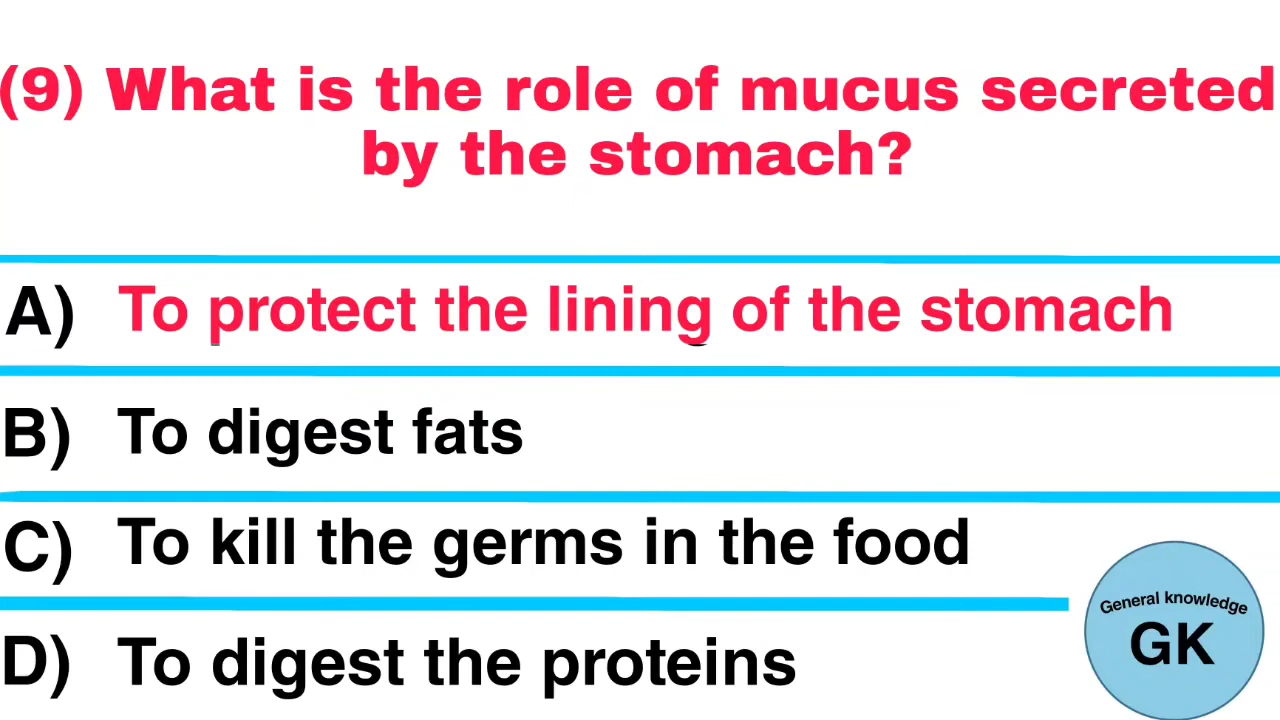 (9) What is the role of mucus secreted
by the stomach?
A) To protect the lining of the stomach
B) To digest fats
C) To kill the germs in the food
D) To digest the proteins
General knowledge
GK